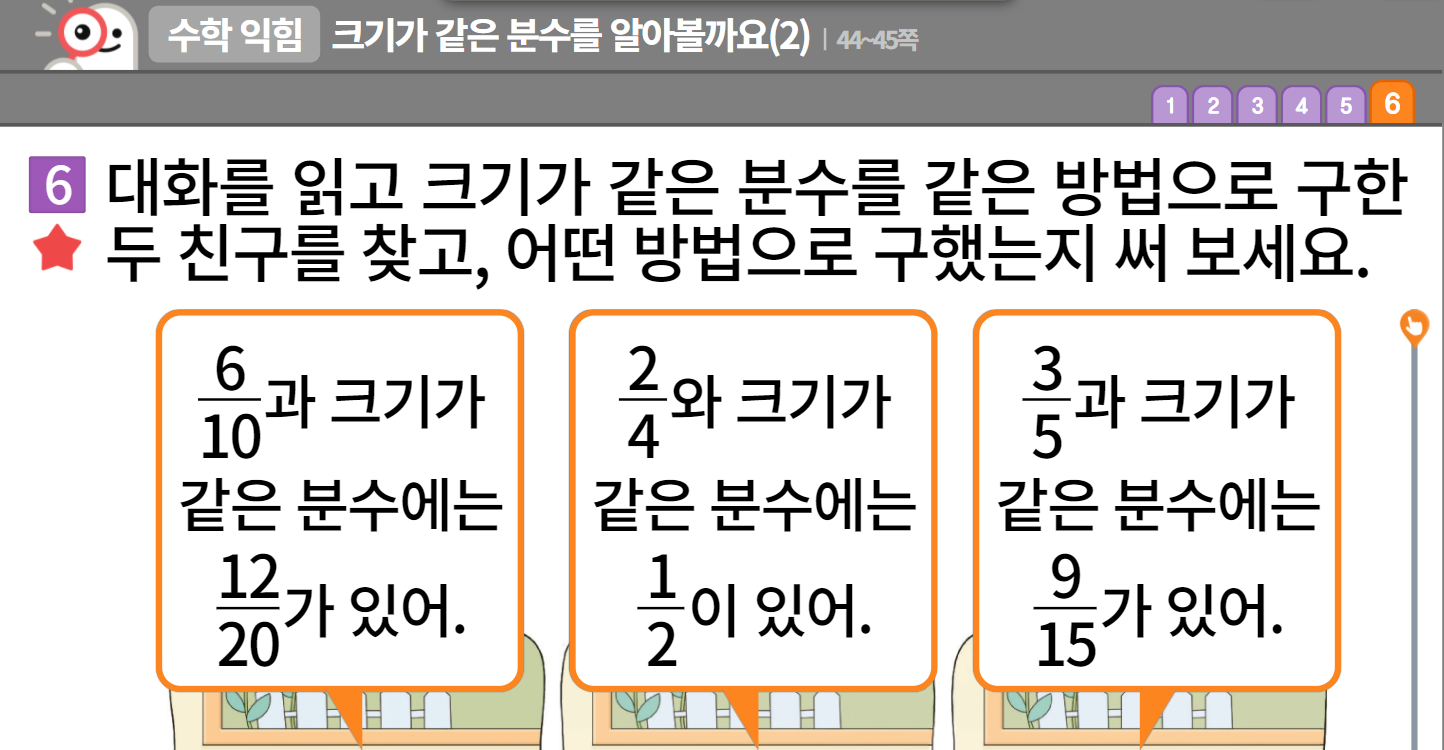 수학 익힘 크기가 같은 분수를 알아볼까요(2) | 44~45쪽
1 2 3 4 5 6
6 대화를 읽고 크기가 같은 분수를 같은 방법으로 구한
두 친구를 찾고, 어떤 방법으로 구했는지 써 보세요.
6/10과 크기가
같은 분수에는
12/20가 있어.
2/4와 크기가
같은 분수에는
1/2이 있어.
3/5과 크기가
같은 분수에는
9/15가 있어.